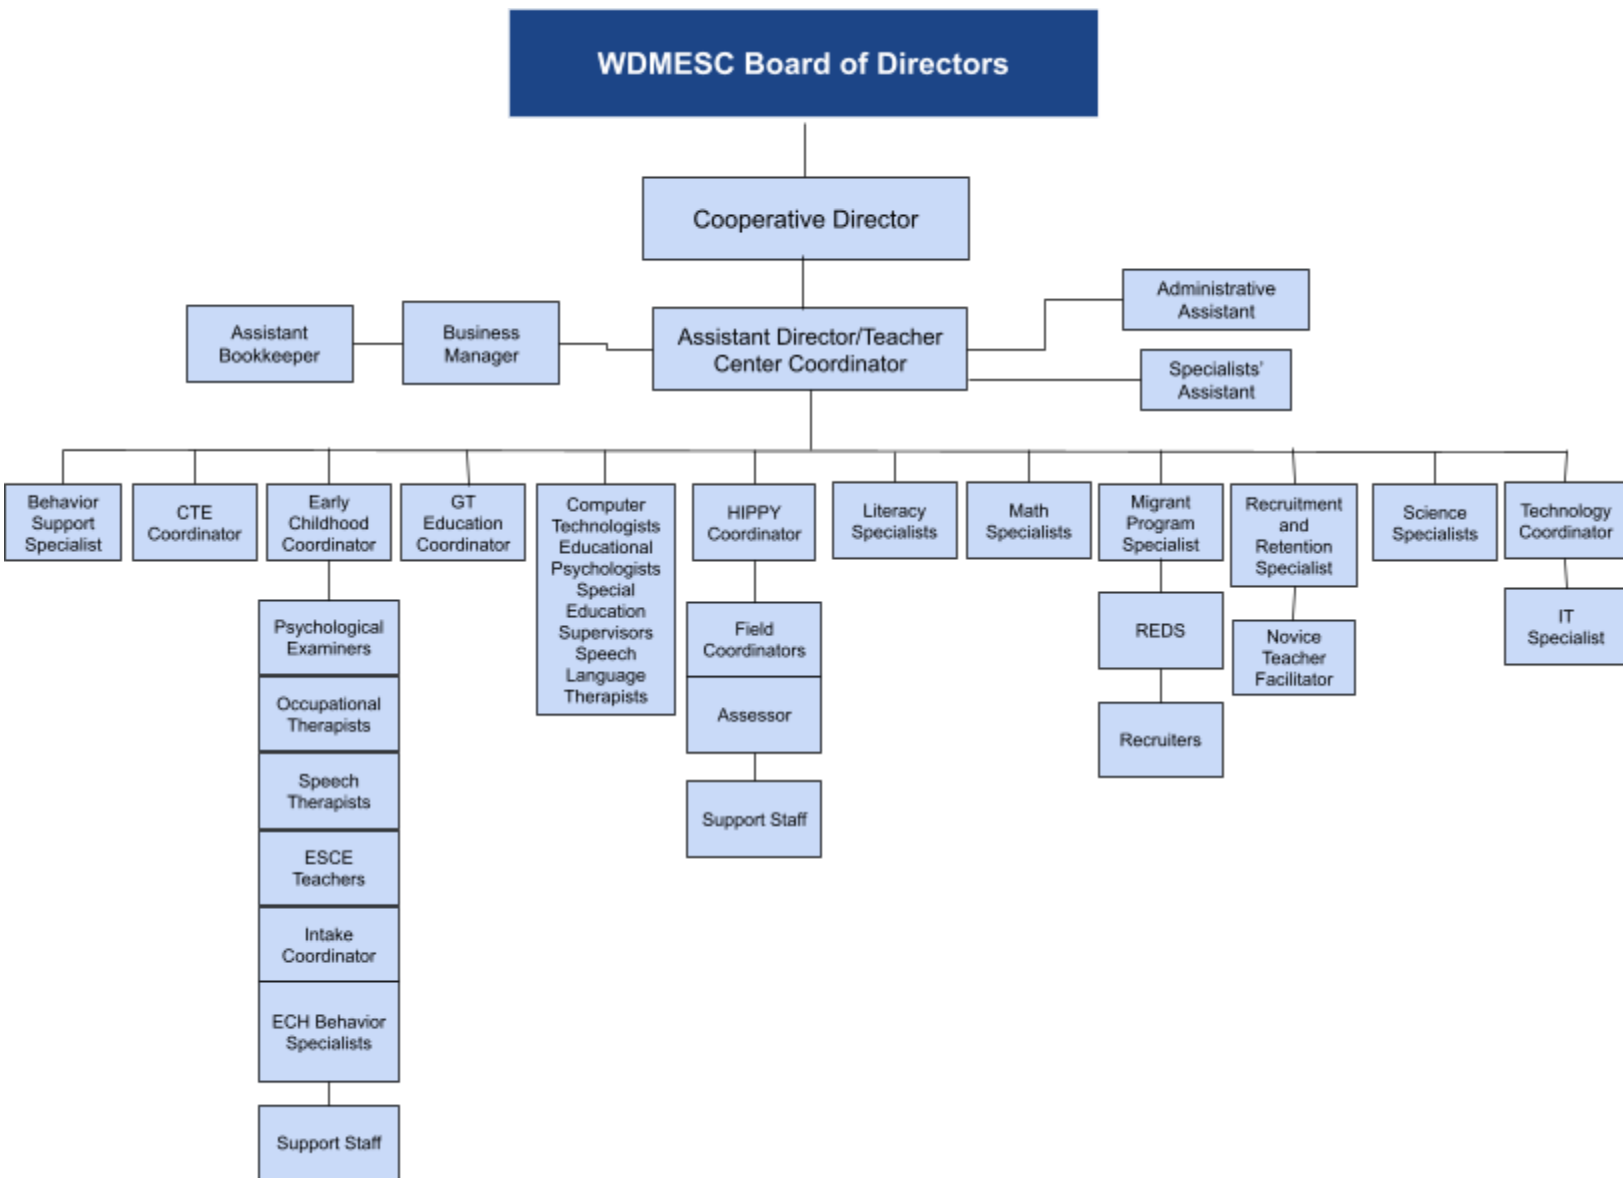 WDMESC Board of Directors
Cooperative Director
Administrative
Assistant
Assistant
Bookkeeper
Business
Manager
Assistant Director/Teacher
Center Coordinator
Specialists'
Assistant
Behavior
Support
Specialist
CTE
Coordinator
Early
Childhood
Coordinator
GT
Education
Coordinator
Computer
Technologists
Educational
Psychologists
Special
Education
Supervisors
Speech
Language
Therapists
HIPPY
Coordinator
Literacy
Specialists
Math
Specialists
Migrant
Program
Specialist
Recruitment
and
Retention
Specialist
Science
Specialists
Technology
Coordinator
Psychological
Examiners
Occupational
Therapists
Speech
Therapists
ESCE
Teachers
Intake
Coordinator
ECH Behavior
Specialists
Support Staff
Field
Coordinators
Assessor
Support Staff
REDS
Recruiters
Novice
Teacher
Facilitator
IT
Specialist